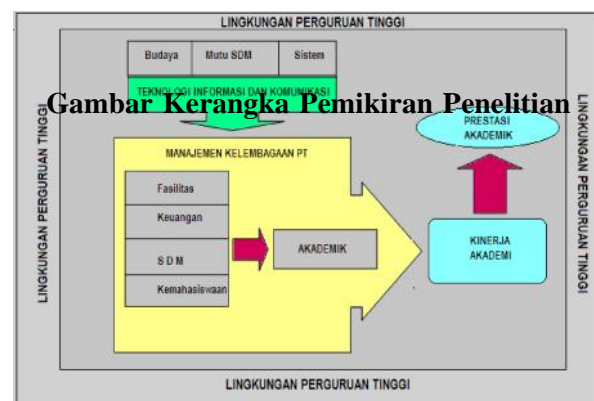 LINGKUNGAN PERGURUAN TINGGI
Budaya Mutu SDM Sistem
TEKNOLOGI INFORMASI DAN KOMUNIKASI
Gambar Kerangka Pemikiran Penelitian
LINGKUNGAN PERGURUAN TINGGI
LINGKUNGAN PERGURUAN TINGGI
PRESTASI
AKADEMIK
MANAJEMEN KELEMBAGAAN PT
Fasilitas
Keuangan
S D M
Kemahasiswaan
AKADEMIK
KINERJA
AKADEMI
LINGKUNGAN PERGURUAN TINGGI